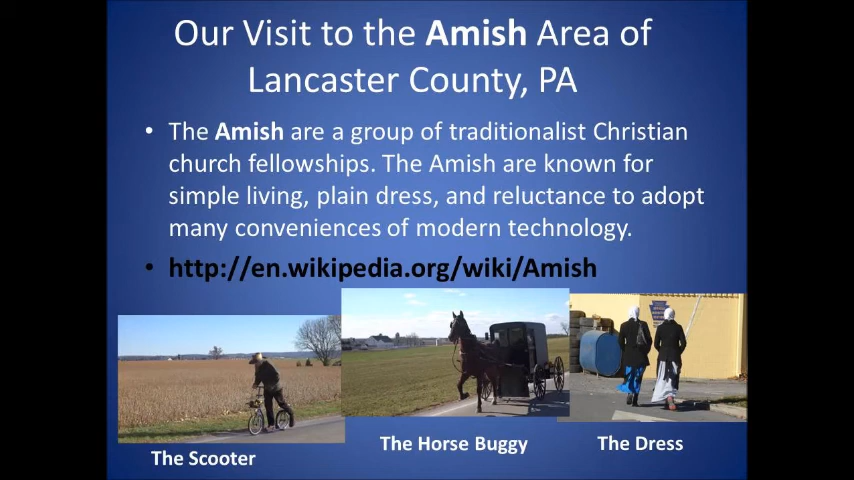 Our Visit to the Amish Area of
Lancaster County, PA
• The Amish are a group of traditionalist Christian
church fellowships. The Amish are known for
simple living, plain dress, and reluctance to adopt
many conveniences of modern technology.
• http://en.wikipedia.org/wiki/Amish
The Scooter
The Horse Buggy
The Dress